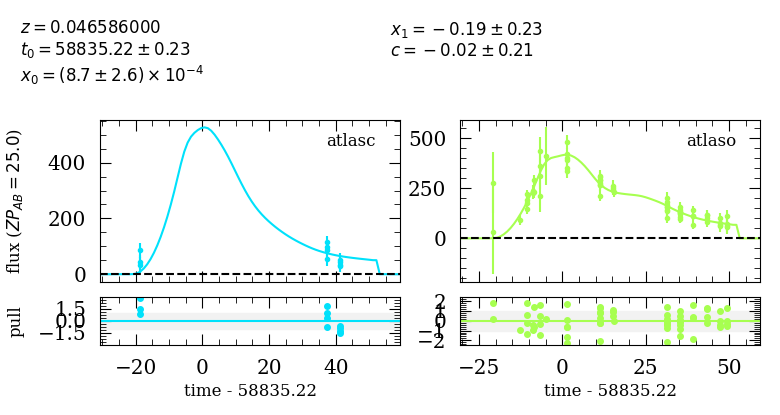 z = 0.046586000
t₀ = 58835.22 ± 0.23
x₀ = (8.7 ± 2.6) × 10⁻⁴
x₁ = −0.19 ± 0.23
c = −0.02 ± 0.21
atlasc
flux (ZP_AB = 25.0)
400
200
0
atlaso
500
250
0
pull
1.5
0.0
−1.5
−20 0 20 40
time - 58835.22
2
1
0
−1
−2
−25 0 25 50
time - 58835.22